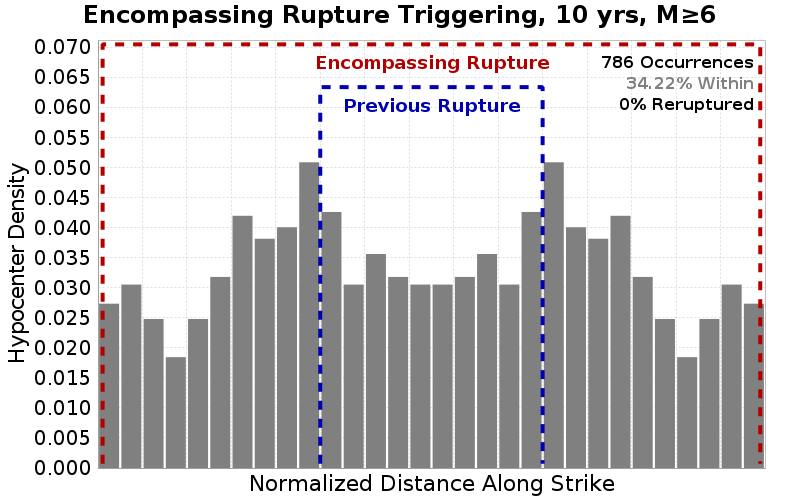 Encompassing Rupture Triggering, 10 yrs, M≥6
Encompassing Rupture
Previous Rupture
786 Occurrences
34.22% Within
0% Reruptured
Hypocenter Density
0.070
0.065
0.060
0.055
0.050
0.045
0.040
0.035
0.030
0.025
0.020
0.015
0.010
0.005
0.000
Normalized Distance Along Strike